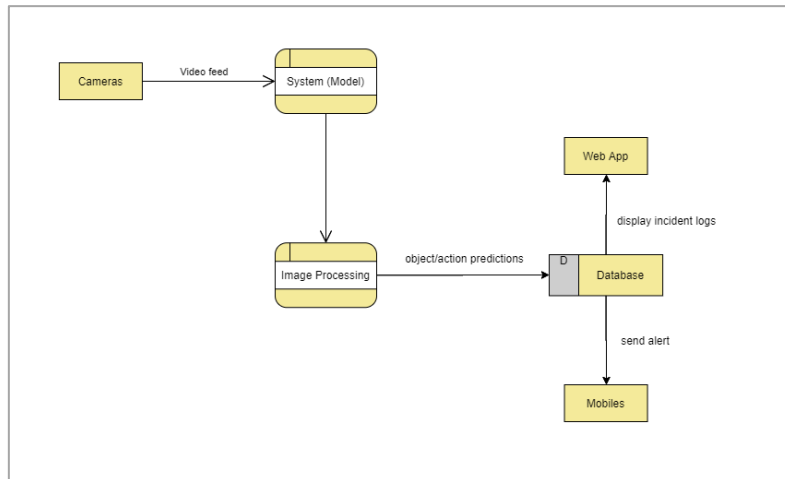 Cameras
Video feed
System (Model)
Image Processing
object/action predictions
Web App
display incident logs
D
Database
send alert
Mobiles